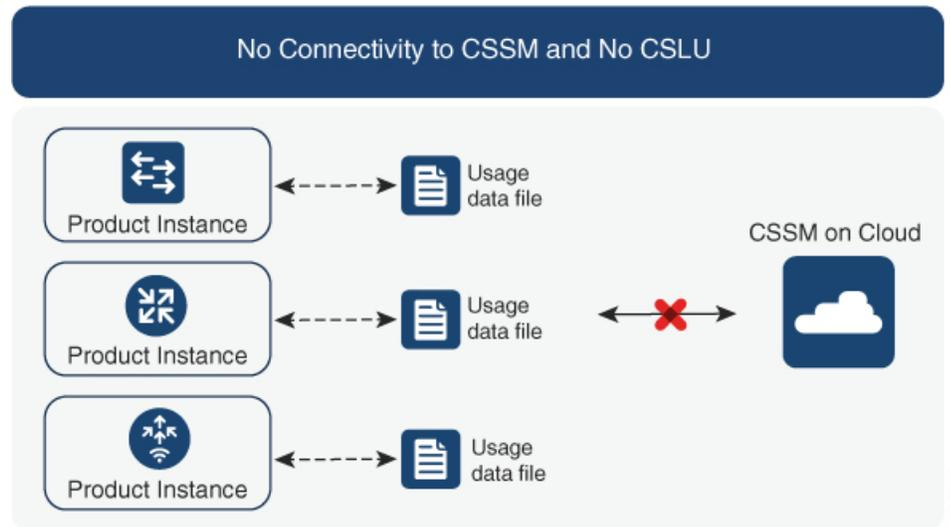 No Connectivity to CSSM and No CSLU
Product Instance
Usage
data file
CSSM on Cloud
Product Instance
Usage
data file
Product Instance
Usage
data file